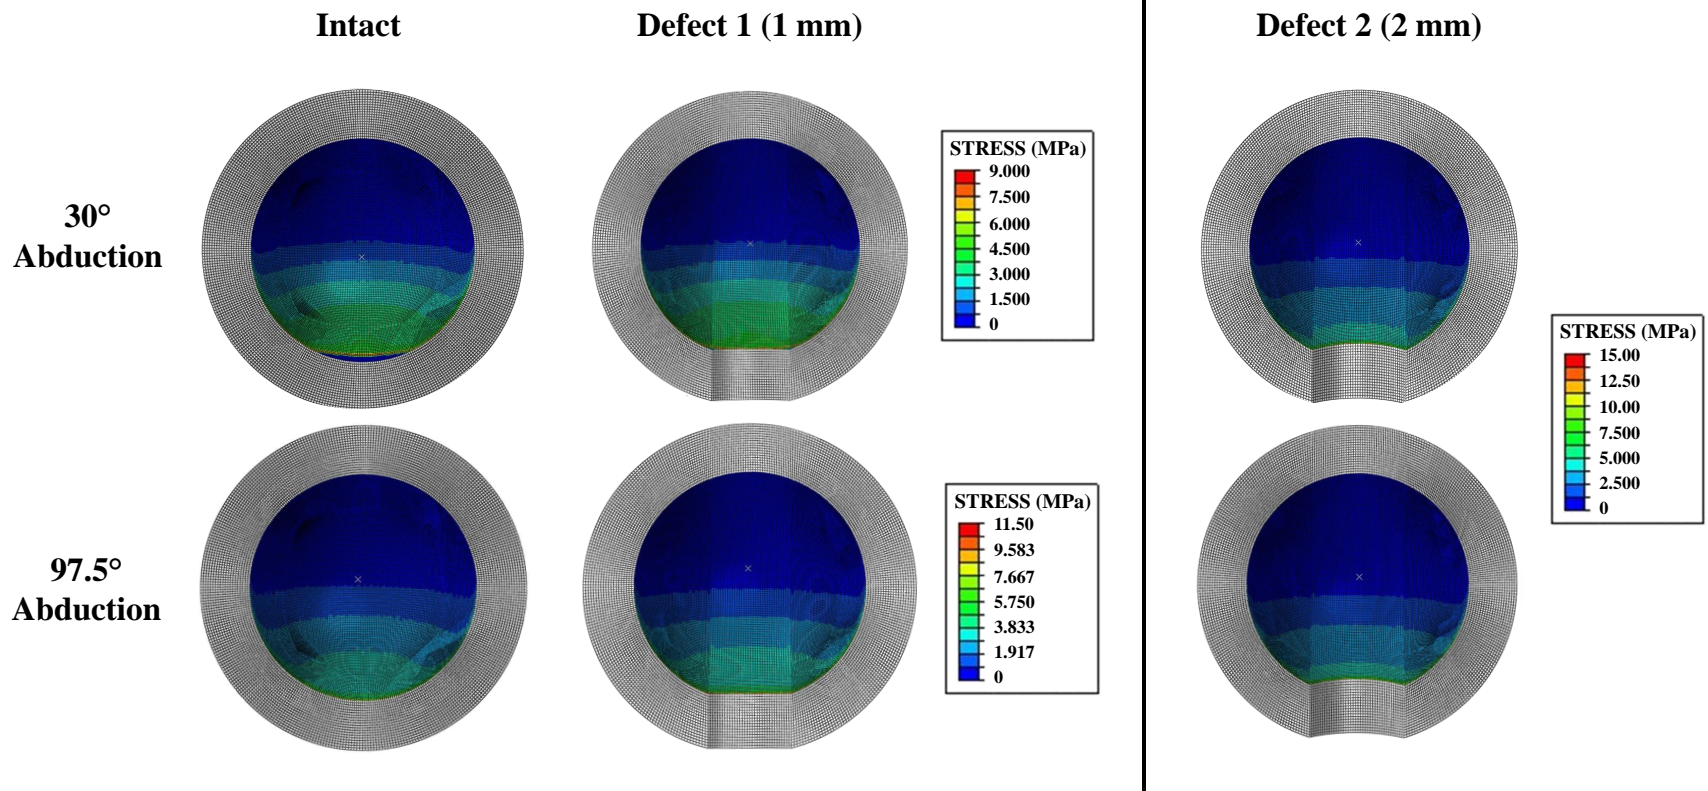 Intact
Defect 1 (1 mm)
Defect 2 (2 mm)
30°
Abduction
STRESS (MPa)
9.000
7.500
6.000
4.500
3.000
1.500
0
STRESS (MPa)
15.00
12.50
10.00
7.500
5.000
2.500
0
97.5°
Abduction
STRESS (MPa)
11.50
9.583
7.667
5.750
3.833
1.917
0